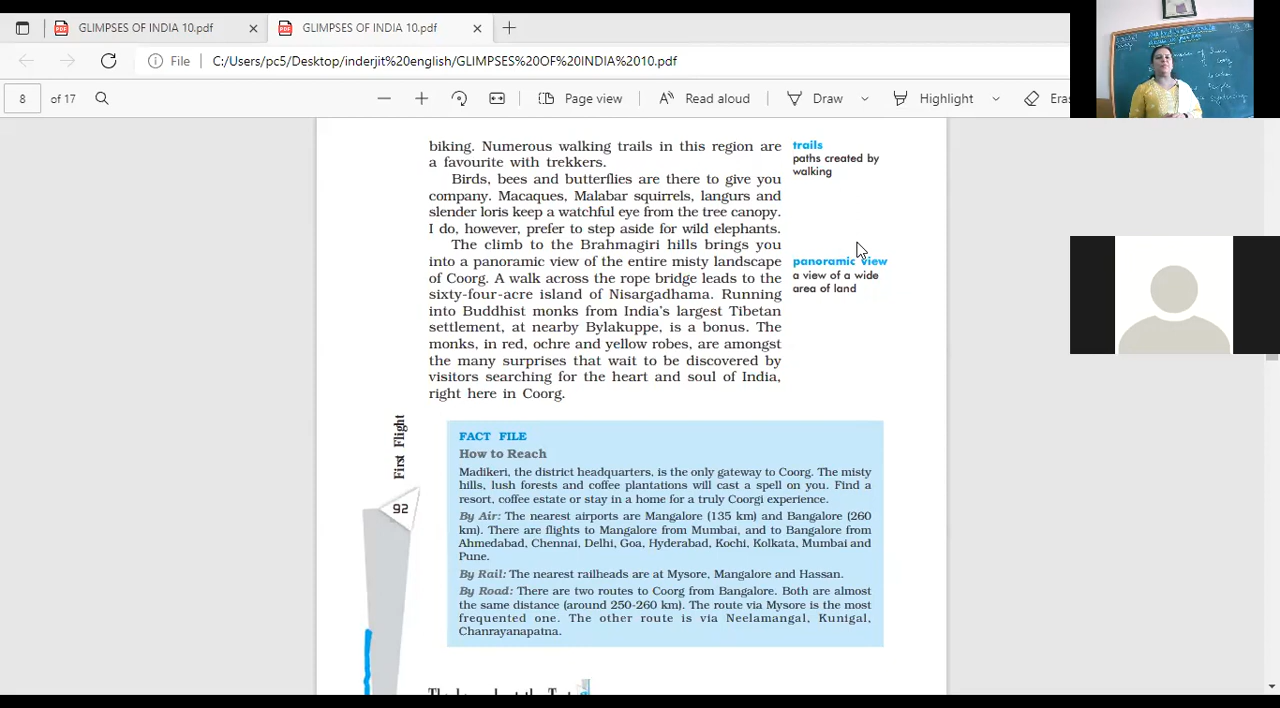 GLIMPSES OF INDIA 10.pdf
GLIMPSES OF INDIA 10.pdf
File
C:/Users/pc5/Desktop/inderjit%20english/GLIMPSES%20OF%20INDIA%2010.pdf
8
of 17
Page view
Read aloud
Draw
Highlight
Eras
biking. Numerous walking trails in this region are
a favourite with trekkers.
Birds, bees and butterflies are there to give you
company. Macaques, Malabar squirrels, langurs and
slender loris keep a watchful eye from the tree canopy.
I do, however, prefer to step aside for wild elephants.
The climb to the Brahmagiri hills brings you
into a panoramic view of the entire misty landscape
of Coorg. A walk across the rope bridge leads to the
sixty-four-acre island of Nisargadhama. Running
into Buddhist monks from India's largest Tibetan
settlement, at nearby Bylakuppe, is a bonus. The
monks, in red, ochre and yellow robes, are amongst
the many surprises that wait to be discovered by
visitors searching for the heart and soul of India,
right here in Coorg.
trails
paths created by
walking
panoramic view
a view of a wide
area of land
First Flight
92
FACT FILE
How to Reach
Madikeri, the district headquarters, is the only gateway to Coorg. The misty
hills, lush forests and coffee plantations will cast a spell on you. Find a
resort, coffee estate or stay in a home for a truly Coorgi experience.
By Air: The nearest airports are Mangalore (135 km) and Bangalore (260
km). There are flights to Mangalore from Mumbai, and to Bangalore from
Ahmedabad, Chennai, Delhi, Goa, Hyderabad, Kochi, Kolkata, Mumbai and
Pune.
By Rail: The nearest railheads are at Mysore, Mangalore and Hassan.
By Road: There are two routes to Coorg from Bangalore. Both are almost
the same distance (around 250-260 km). The route via Mysore is the most
frequented one. The other route is via Neelamangal, Kunigal,
Chanrayanapatna.